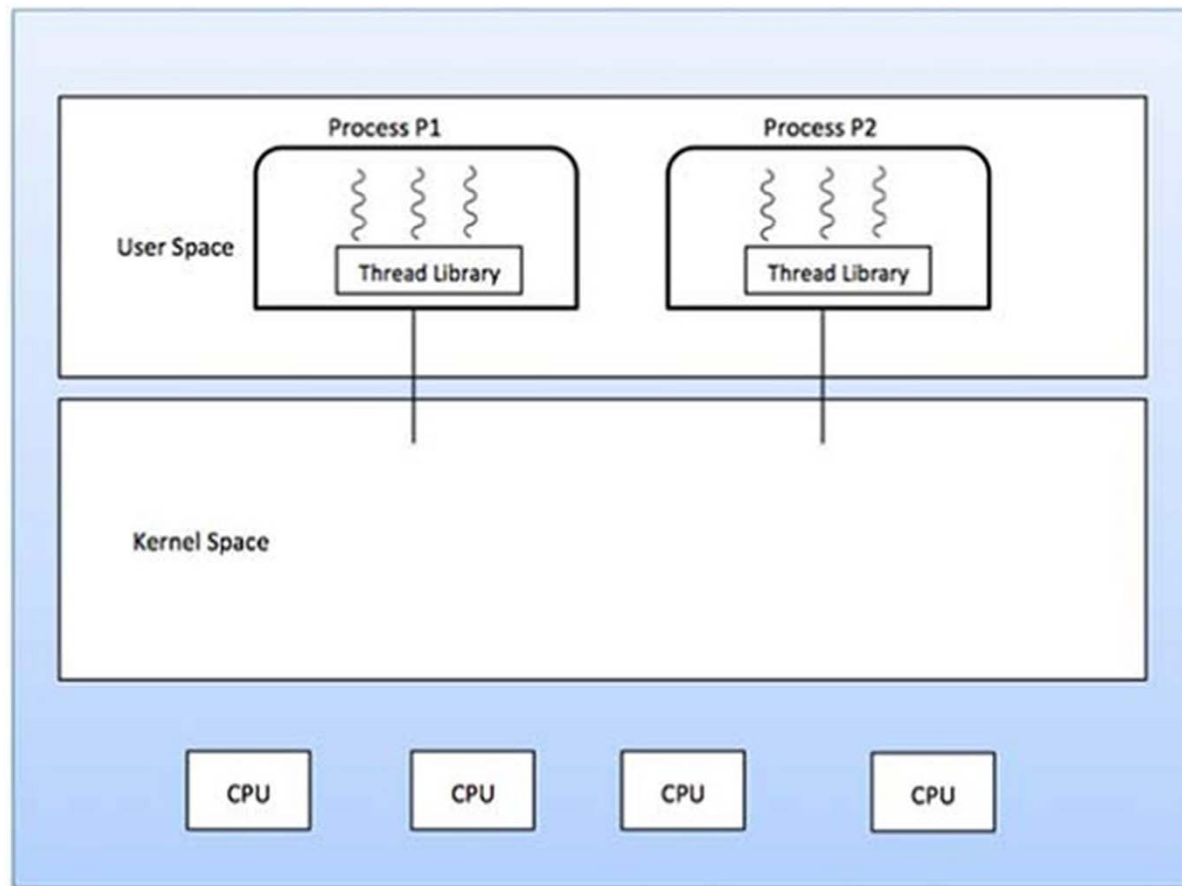 Process P1
Process P2
User Space
Thread Library
Thread Library
Kernel Space
CPU
CPU
CPU
CPU